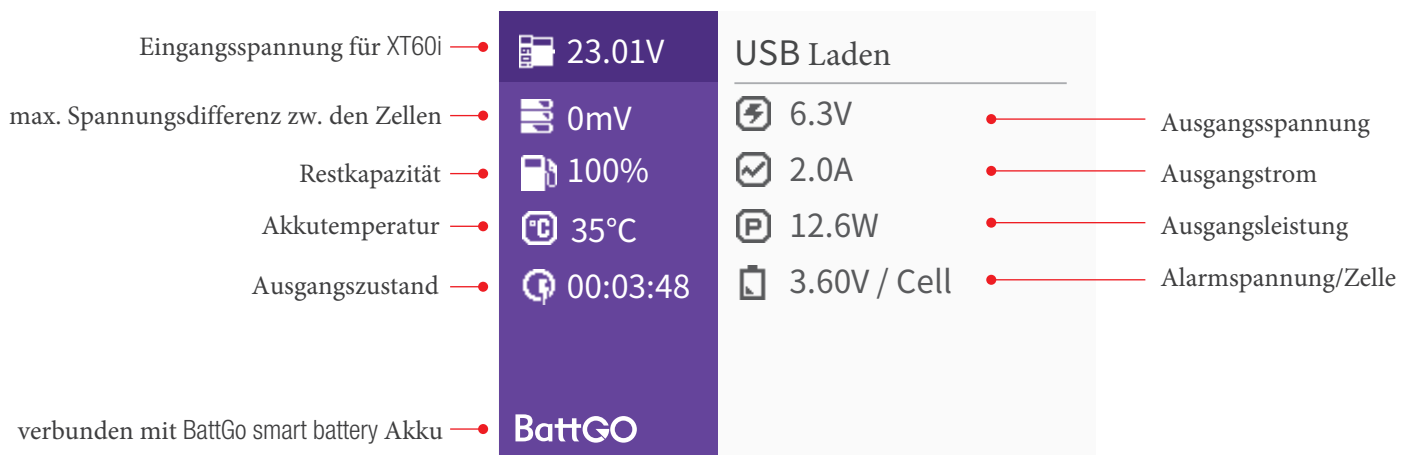 Eingangsspannung für XT60i
max. Spannungsdifferenz zw. den Zellen
Restkapazität
Akkutemperatur
Ausgangszustand
verbunden mit BattGo smart battery Akku
23.01V
0mV
100%
35°C
00:03:48
BattGO
USB Laden
6.3V
2.0A
P 12.6W
3.60V / Cell
Ausgangsspannung
Ausgangstrom
Ausgangsleistung
Alarmspannung/Zelle